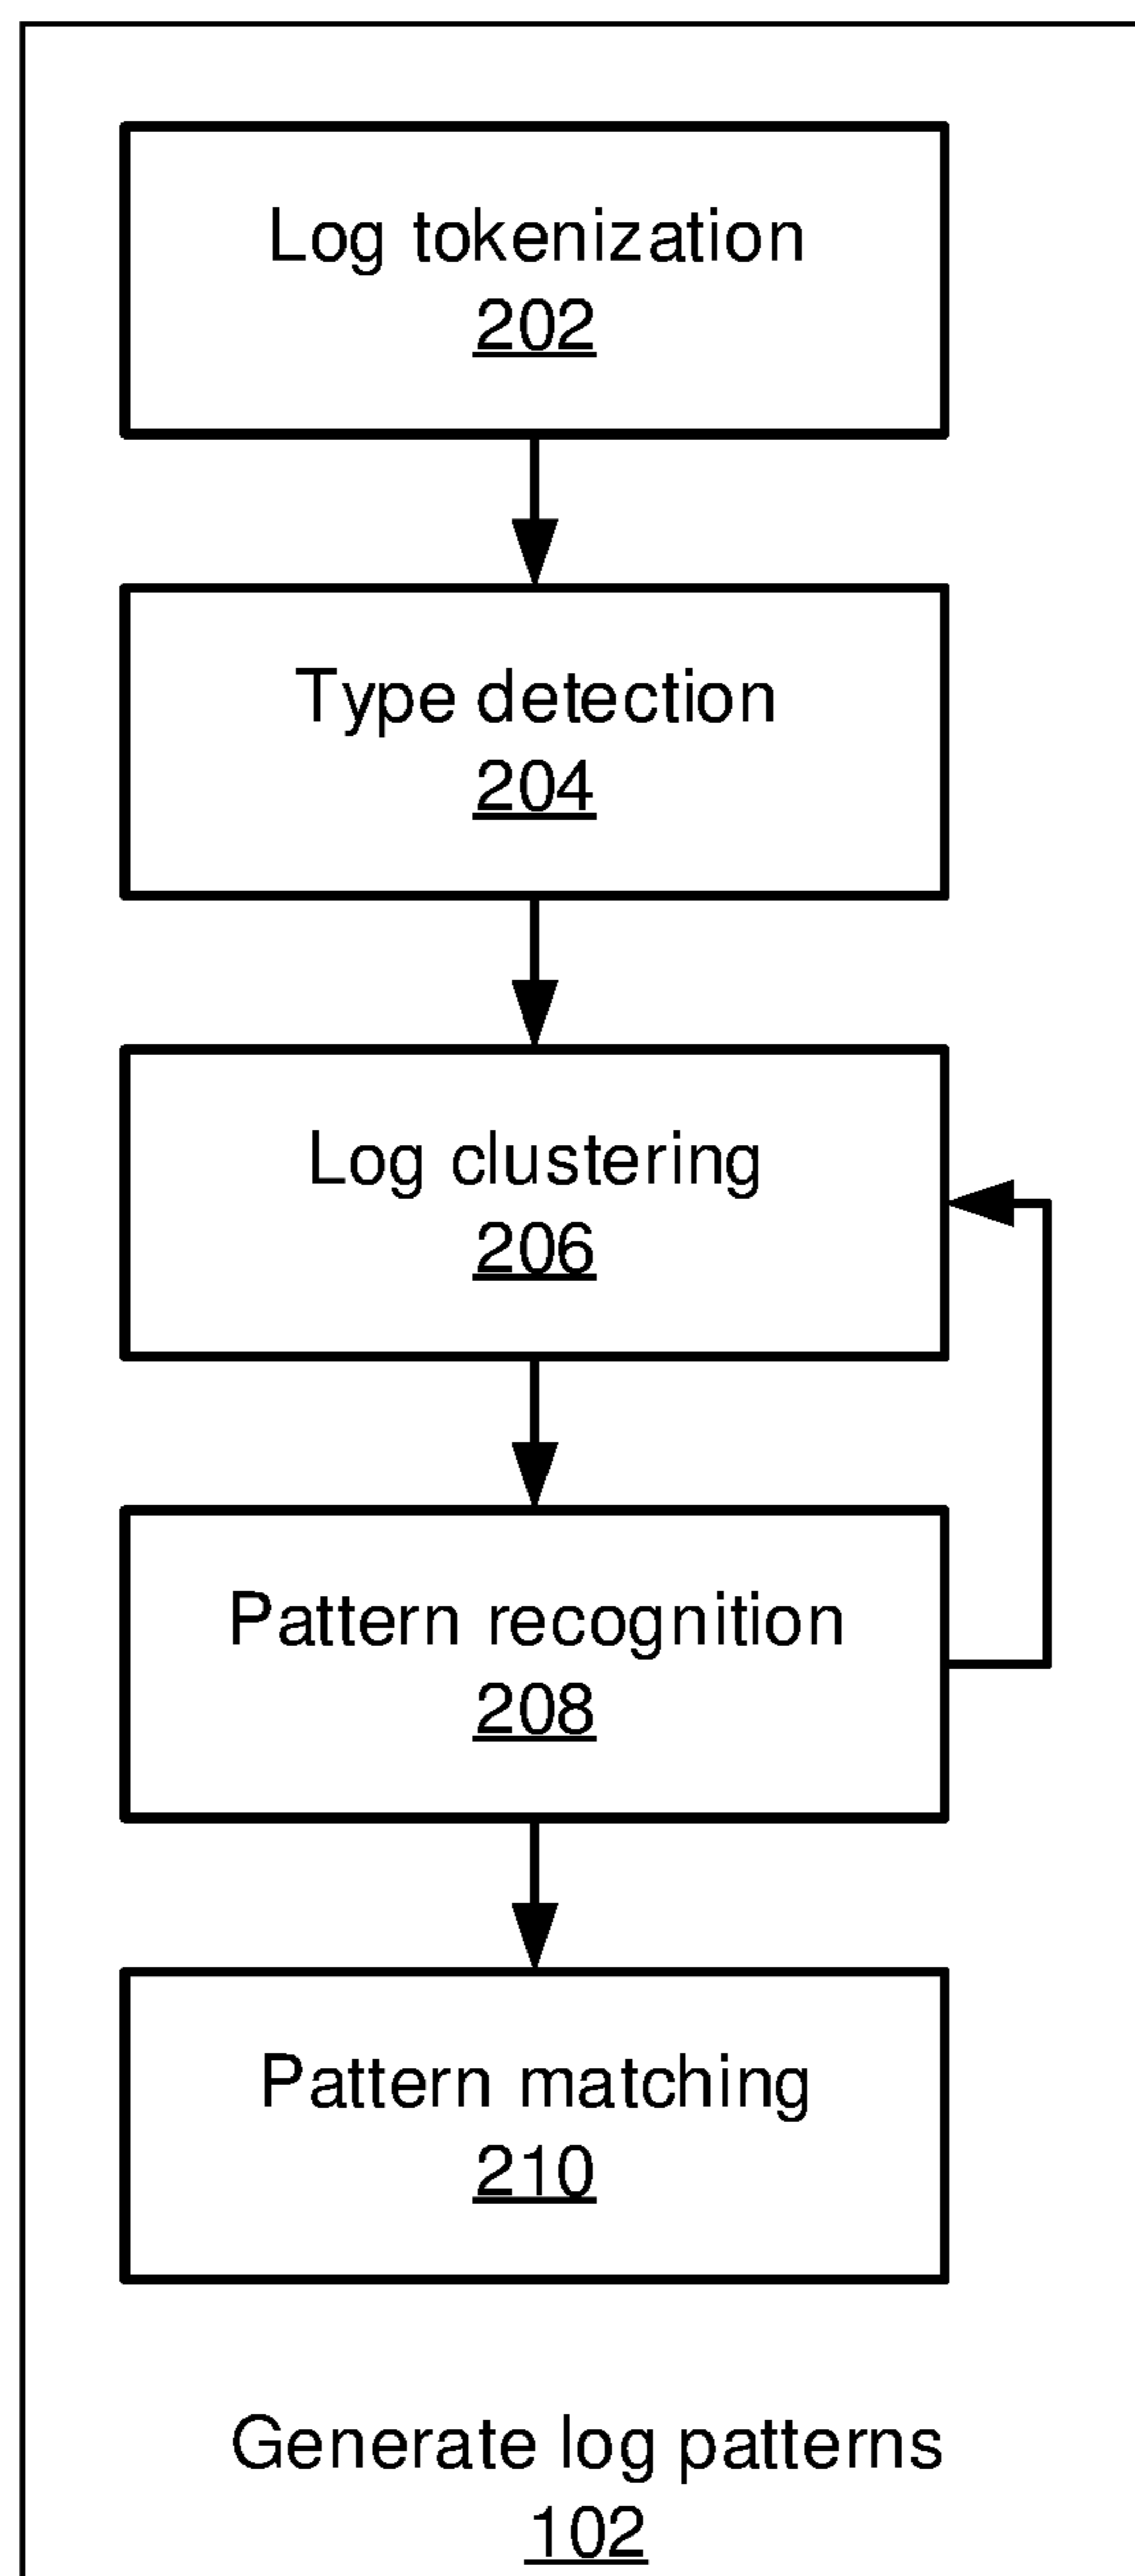 Log tokenization
202
Type detection
204
Log clustering
206
Pattern recognition
208
Pattern matching
210
Generate log patterns
102